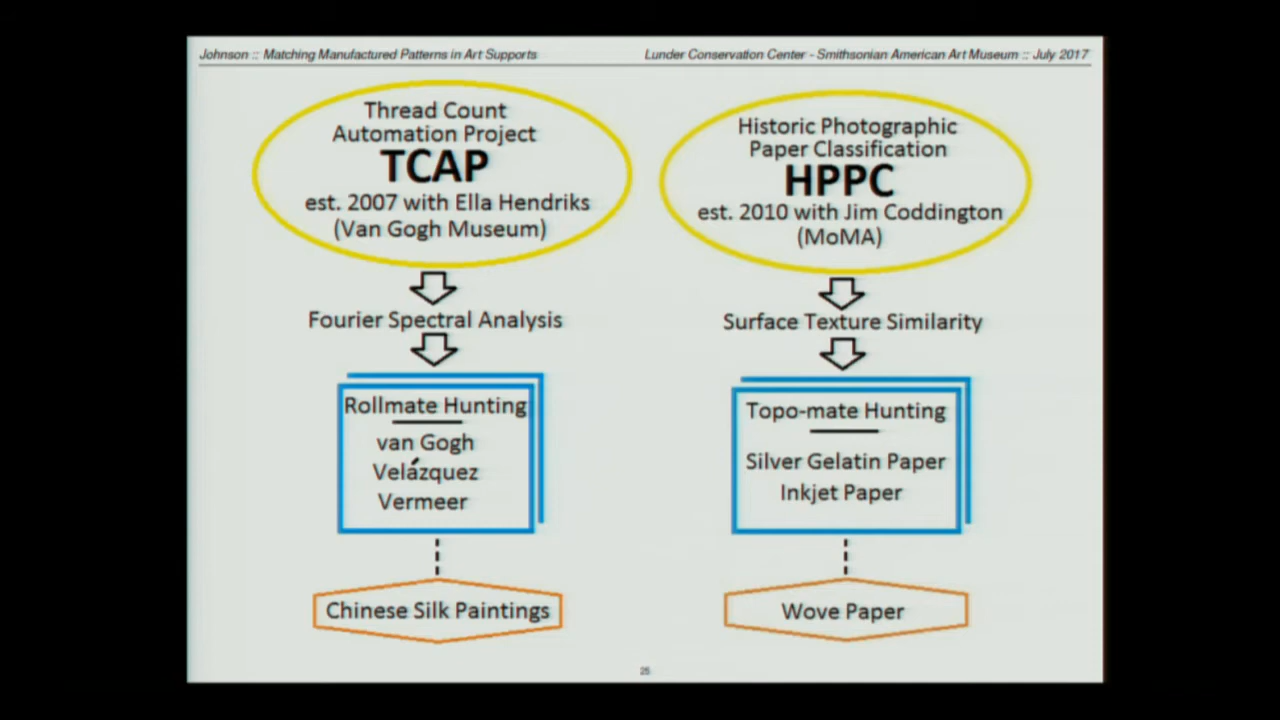 Johnson :: Matching Manufactured Patterns in Art Supports
Lunder Conservation Center - Smithsonian American Art Museum :: July 2017
Thread Count
Automation Project
TCAP
est. 2007 with Ella Hendriks
(Van Gogh Museum)
Fourier Spectral Analysis
Rollmate Hunting
van Gogh
Velázquez
Vermeer
Chinese Silk Paintings
Historic Photographic
Paper Classification
HPPC
est. 2010 with Jim Coddington
(MoMA)
Surface Texture Similarity
Topo-mate Hunting
Silver Gelatin Paper
Inkjet Paper
Wove Paper